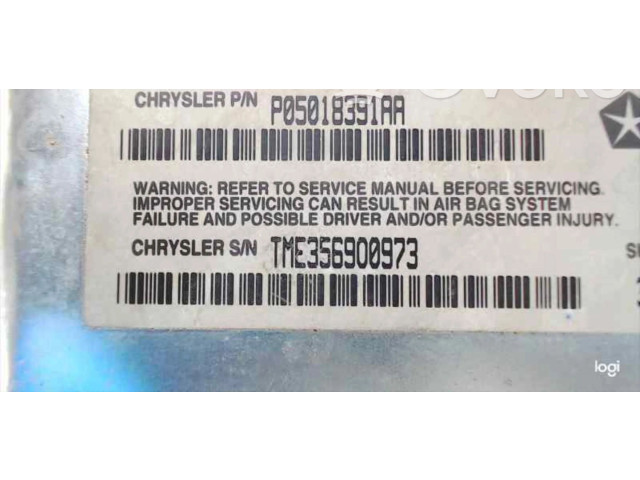 CHRYSLER P/N P05018391AA
WARNING: REFER TO SERVICE MANUAL BEFORE SERVICING.
IMPROPER SERVICING CAN RESULT IN AIR BAG SYSTEM
FAILURE AND POSSIBLE DRIVER AND/OR PASSENGER INJURY.
CHRYSLER S/N TME356900973
logi